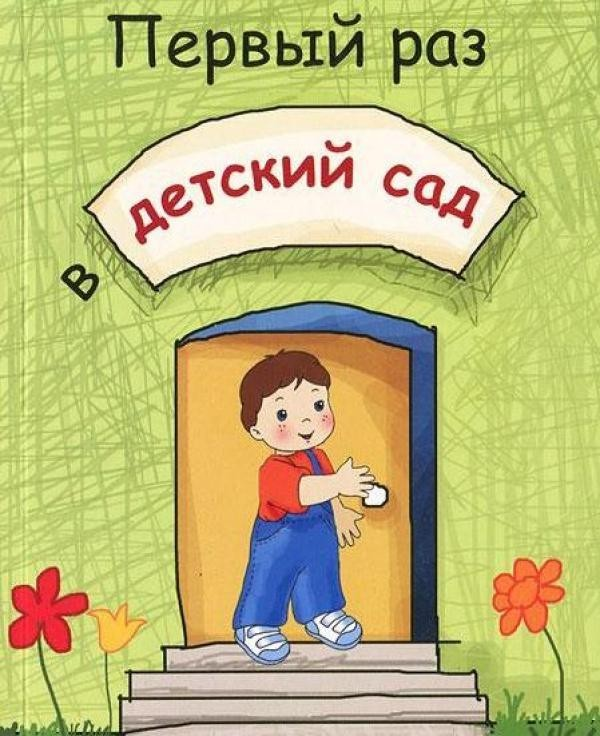 Первый раз
в
детский сад